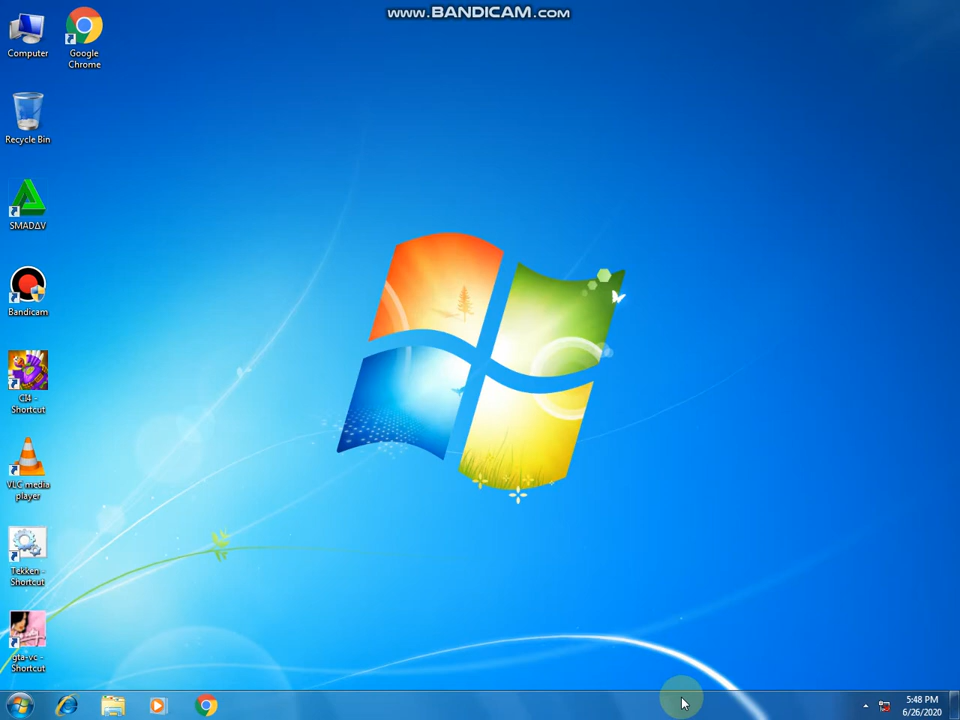 www.BANDICAM.com
Computer
Google
Chrome
Recycle Bin
SMADΔV
Bandicam
CI4 -
Shortcut
VLC media
player
Tekken -
Shortcut
gta-vc -
Shortcut
5:48 PM
6/26/2020